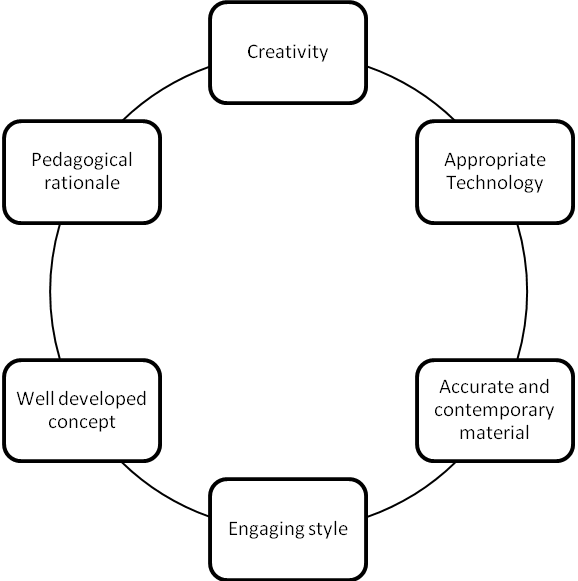 Creativity
Appropriate
Technology
Accurate and
contemporary
material
Engaging style
Well developed
concept
Pedagogical
rationale